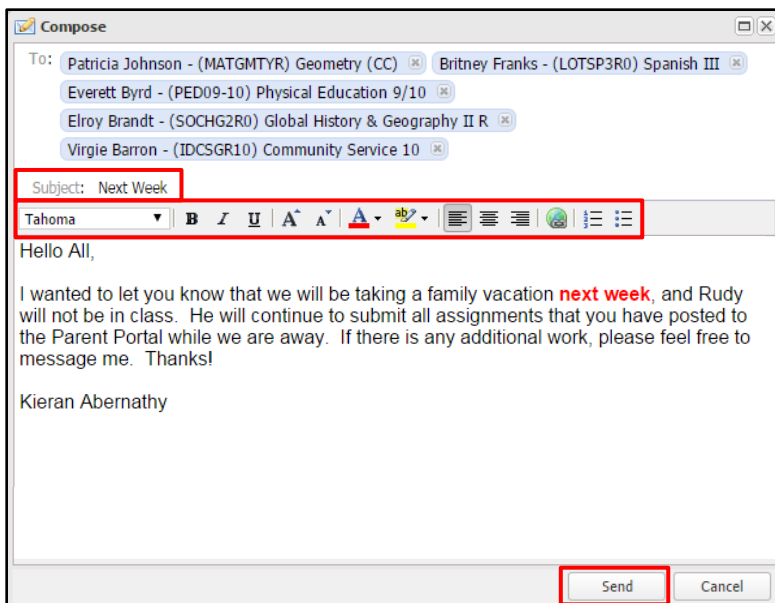 Compose
To: Patricia Johnson - (MATGMTYR) Geometry (CC) Britney Franks - (LOTSP3R0) Spanish III
Everett Byrd - (PED09-10) Physical Education 9/10
Elroy Brandt - (SOCHG2R0) Global History & Geography II R
Virgie Barron - (IDCSGR10) Community Service 10
Subject: Next Week
Tahoma B I U A A A ab
Hello All,
I wanted to let you know that we will be taking a family vacation next week, and Rudy
will not be in class.  He will continue to submit all assignments that you have posted to
the Parent Portal while we are away.  If there is any additional work, please feel free to
message me.  Thanks!
Kieran Abernathy
Send Cancel